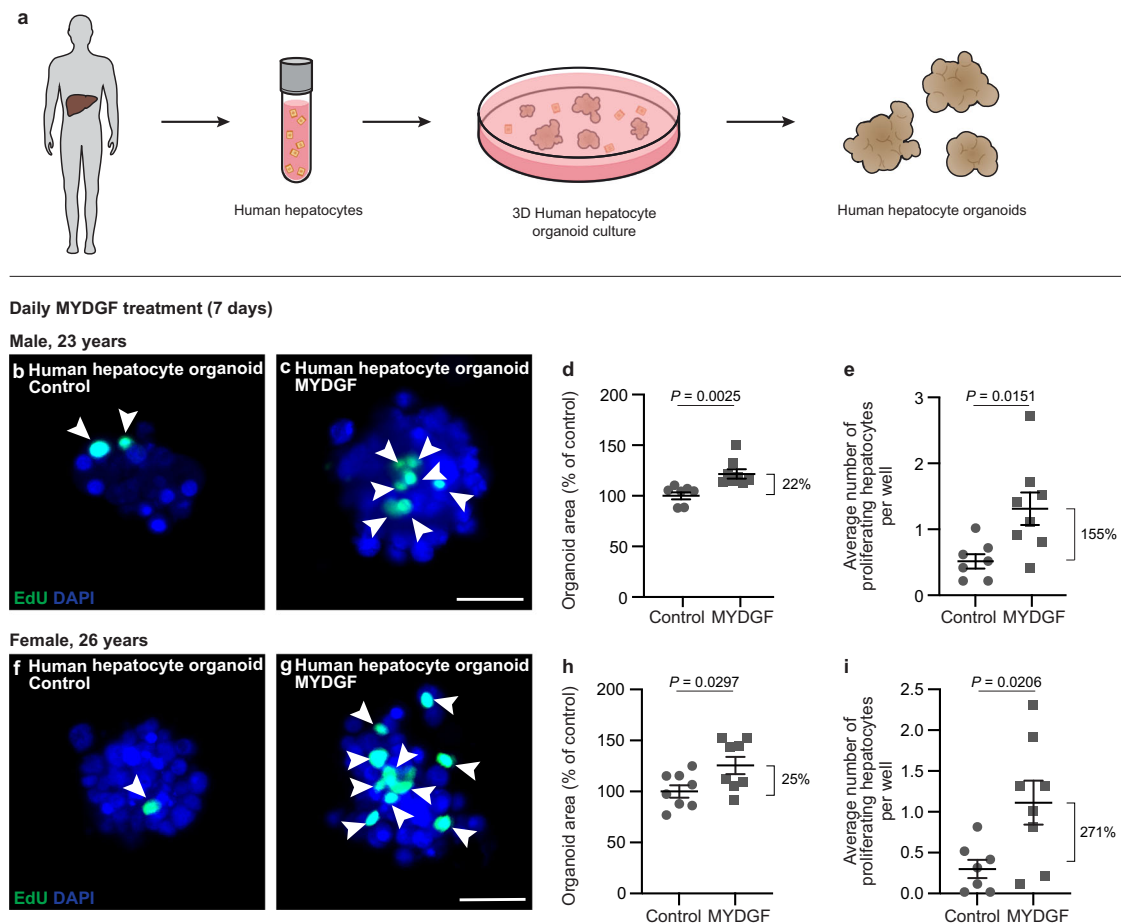 a
Human hepatocytes
3D Human hepatocyte
organoid culture
Human hepatocyte organoids
Daily MYDGF treatment (7 days)
Male, 23 years
b Human hepatocyte organoid
Control
EdU DAPI
c Human hepatocyte organoid
MYDGF
d
Organoid area (% of control)
200
150
100
50
0
P = 0.0025
22%
Control MYDGF
e
Average number of
proliferating hepatocytes
per well
3
2
1
0
P = 0.0151
155%
Control MYDGF
Female, 26 years
f Human hepatocyte organoid
Control
EdU DAPI
g Human hepatocyte organoid
MYDGF
h
Organoid area (% of control)
200
150
100
50
0
P = 0.0297
25%
Control MYDGF
i
Average number of
proliferating hepatocytes
per well
2.5
2.0
1.5
1.0
0.5
0.0
P = 0.0206
271%
Control MYDGF